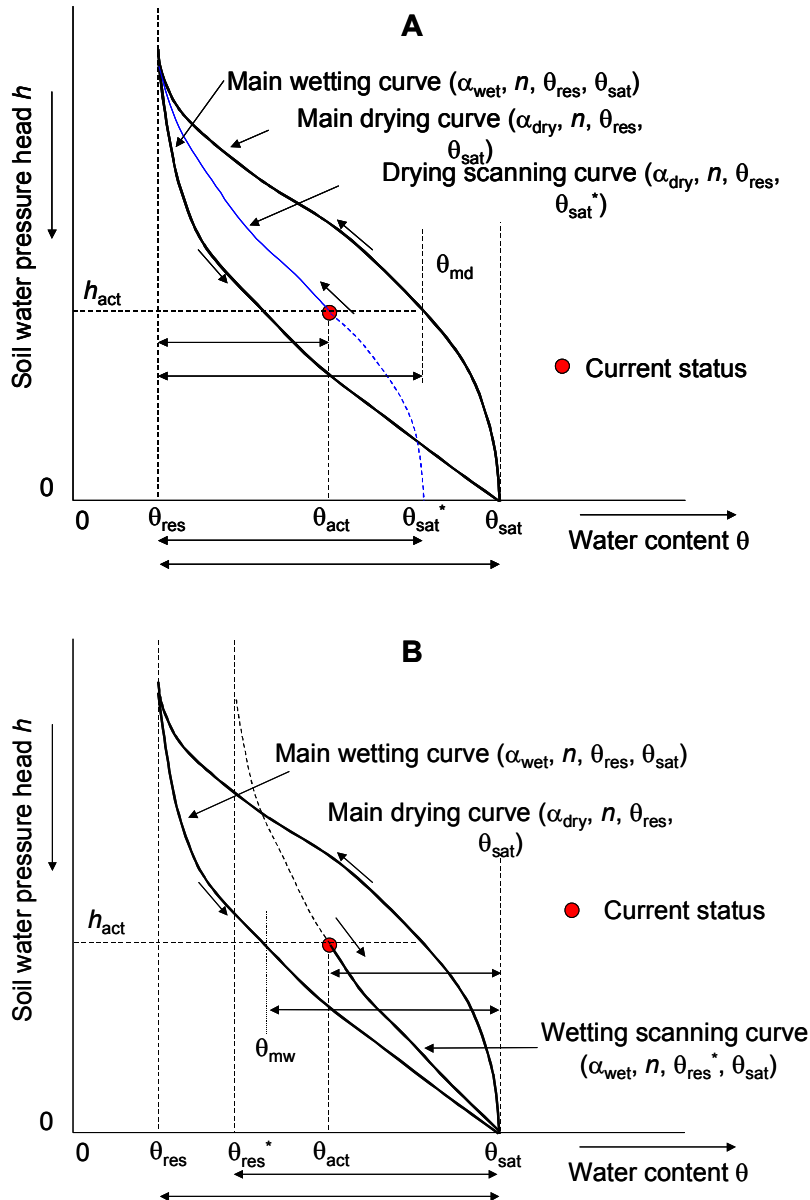 A
Main wetting curve (αwet, n, θres, θsat)
Main drying curve (αdry, n, θres,
θsat)
Drying scanning curve (αdry, n, θres,
θsat*)
Soil water pressure head h
θmd
hact
Current status
0
0
θres
θact
θsat*
θsat
Water content θ
B
Main wetting curve (αwet, n, θres, θsat)
Main drying curve (αdry, n, θres,
θsat)
Soil water pressure head h
Current status
hact
θmw
Wetting scanning curve
(αwet, n, θres*, θsat)
0
0
θres
θres*
θact
θsat
Water content θ